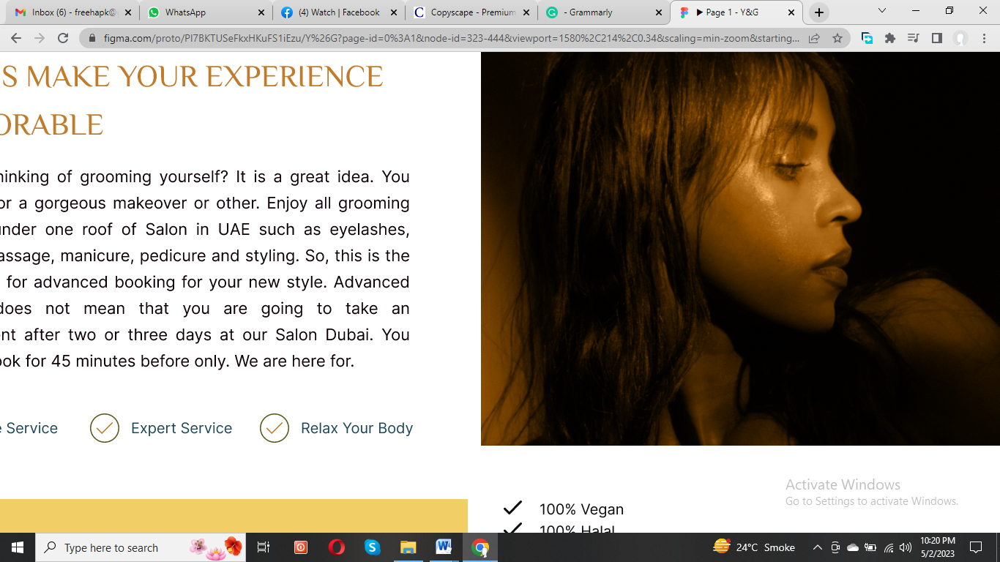 Inbox (6) - freehapk@
WhatsApp
(4) Watch | Facebook
Copyscape - Premium
- Grammarly
Page 1 - Y&G
figma.com/proto/PI7BKTUSeFkxHKuFS1iEzu/Y%26G?page-id=0%3A1&node-id=323-444&viewport=1580%2C214%2C0.34&scaling=min-zoom&starting...
S MAKE YOUR EXPERIENCE
ORABLE
hinking of grooming yourself? It is a great idea. You
or a gorgeous makeover or other. Enjoy all grooming
under one roof of Salon in UAE such as eyelashes,
assage, manicure, pedicure and styling. So, this is the
for advanced booking for your new style. Advanced
does not mean that you are going to take an
ent after two or three days at our Salon Dubai. You
ook for 45 minutes before only. We are here for.
e Service
Expert Service
Relax Your Body
100% Vegan
100% Halal
Activate Windows
Go to Settings to activate Windows.
Type here to search
24°C Smoke
10:20 PM
5/2/2023